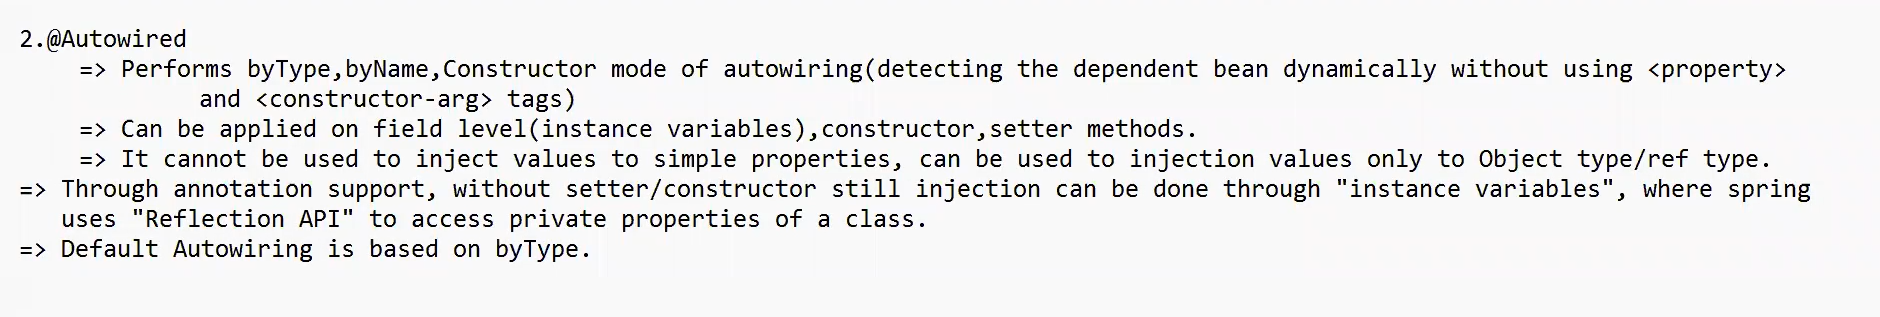 2.@Autowired
=> Performs byType,byName,Constructor mode of autowiring(detecting the dependent bean dynamically without using <property>
and <constructor-arg> tags)
=> Can be applied on field level(instance variables),constructor,setter methods.
=> It cannot be used to inject values to simple properties, can be used to injection values only to Object type/ref type.
=> Through annotation support, without setter/constructor still injection can be done through "instance variables", where spring
uses "Reflection API" to access private properties of a class.
=> Default Autowiring is based on byType.